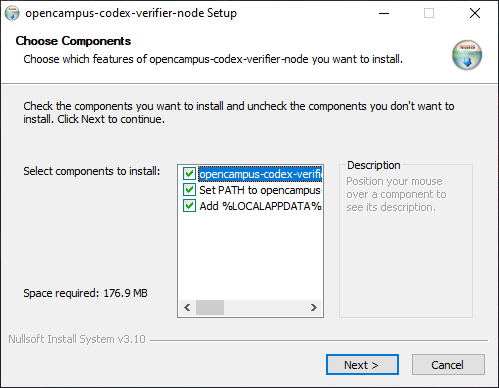 opencampus-codex-verifier-node Setup
Choose Components
Choose which features of opencampus-codex-verifier-node you want to install.
Check the components you want to install and uncheck the components you don't want to
install. Click Next to continue.
Select components to install:
opencampus-codex-verifie
Set PATH to opencampus
Add %LOCALAPPDATA%
Description
Position your mouse
over a component to
see its description.
Space required: 176.9 MB
Nullsoft Install System v3.10
Next >
Cancel